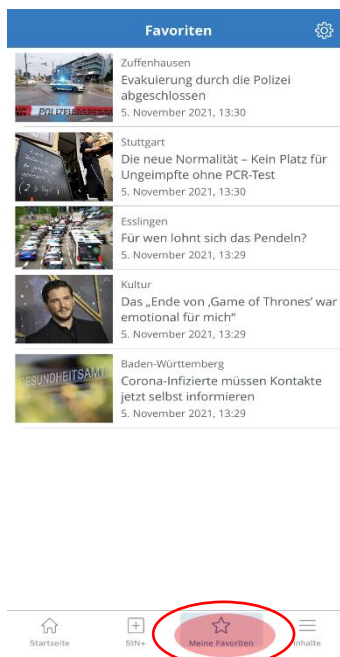 Favoriten
Zuffenhausen
Evakuierung durch die Polizei
abgeschlossen
5. November 2021, 13:30
Stuttgart
Die neue Normalität – Kein Platz für
Ungeimpfte ohne PCR-Test
5. November 2021, 13:30
Esslingen
Für wen lohnt sich das Pendeln?
5. November 2021, 13:29
Kultur
Das „Ende von ‚Game of Thrones‘ war
emotional für mich“
5. November 2021, 13:29
GESUNDHEITSAMT
Baden-Württemberg
Corona-Infizierte müssen Kontakte
jetzt selbst informieren
5. November 2021, 13:29
Startseite
StN+
Meine Favoriten
Inhalte